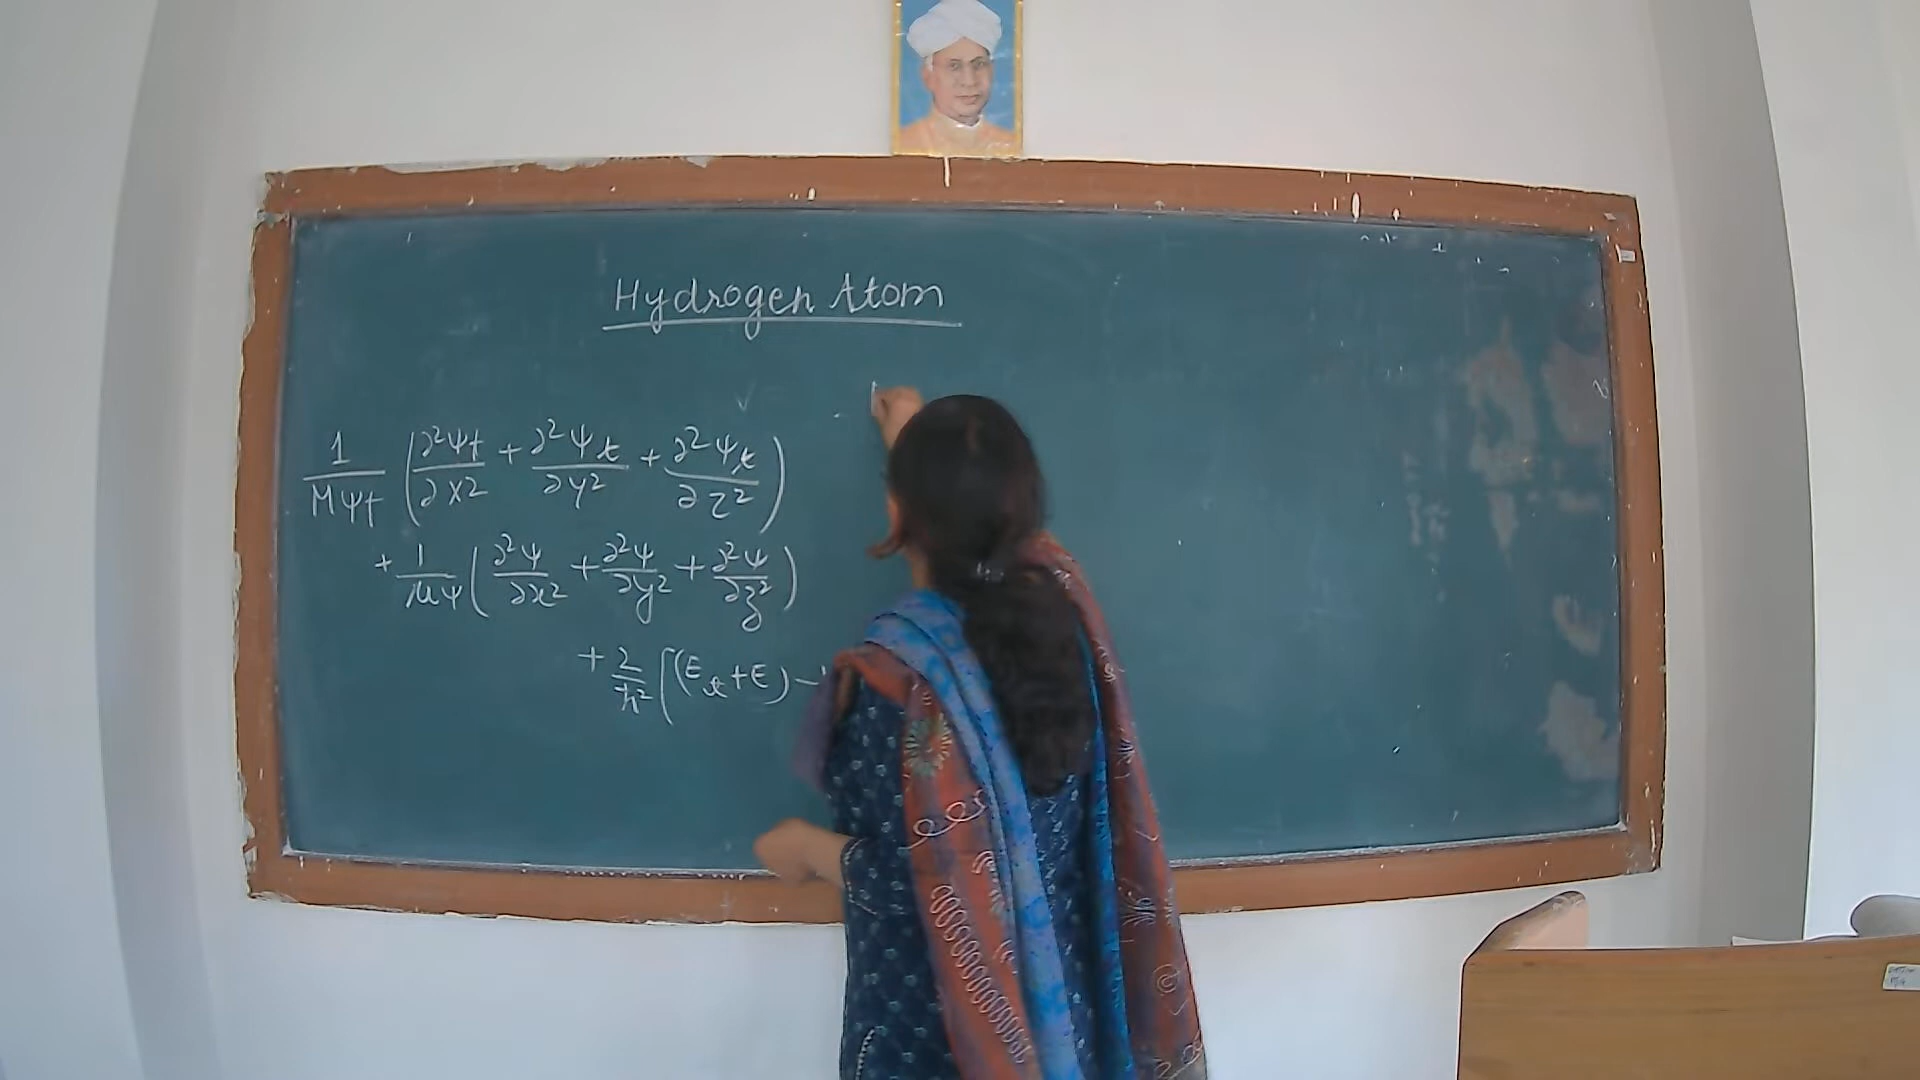 Hydrogen Atom
1/Mψt (∂²ψt/∂X² + ∂²ψt/∂Y² + ∂²ψt/∂Z²)
+ 1/μψ (∂²ψ/∂x² + ∂²ψ/∂y² + ∂²ψ/∂z²)
+ 2/ħ² [(Et + E) −